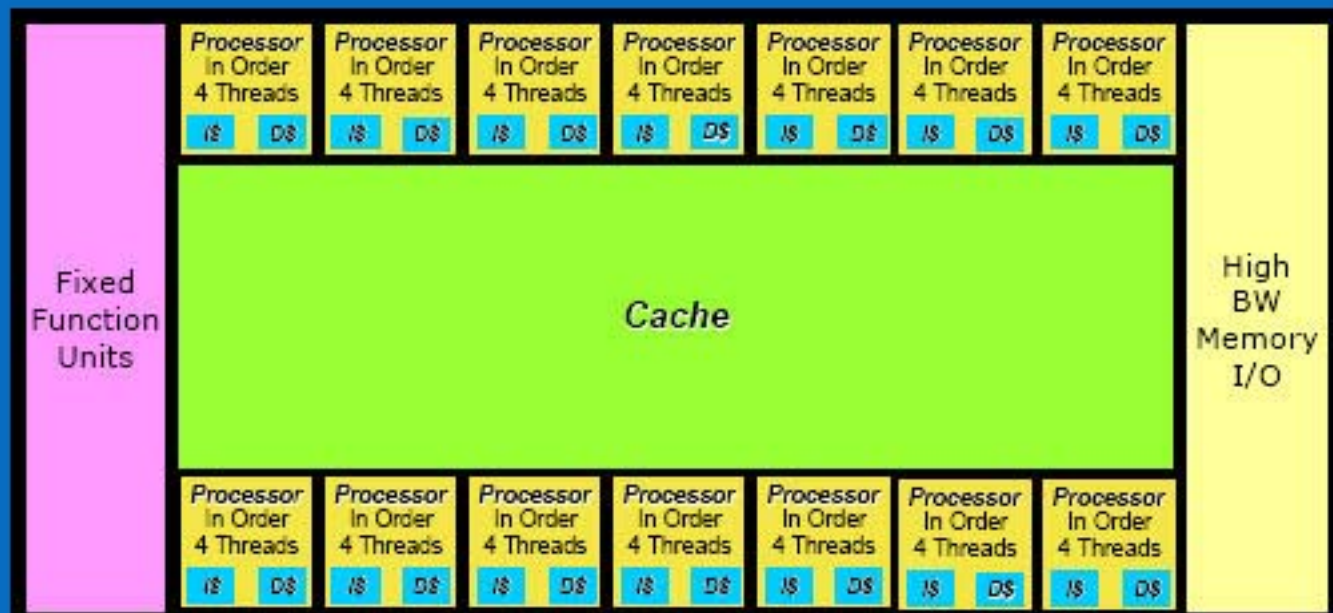 Processor
In Order
4 Threads
I$ D$
Processor
In Order
4 Threads
I$ D$
Processor
In Order
4 Threads
I$ D$
Processor
In Order
4 Threads
I$ D$
Processor
In Order
4 Threads
I$ D$
Processor
In Order
4 Threads
I$ D$
Processor
In Order
4 Threads
I$ D$
Fixed
Function
Units
Cache
High
BW
Memory
I/O
Processor
In Order
4 Threads
I$ D$
Processor
In Order
4 Threads
I$ D$
Processor
In Order
4 Threads
I$ D$
Processor
In Order
4 Threads
I$ D$
Processor
In Order
4 Threads
I$ D$
Processor
In Order
4 Threads
I$ D$
Processor
In Order
4 Threads
I$ D$